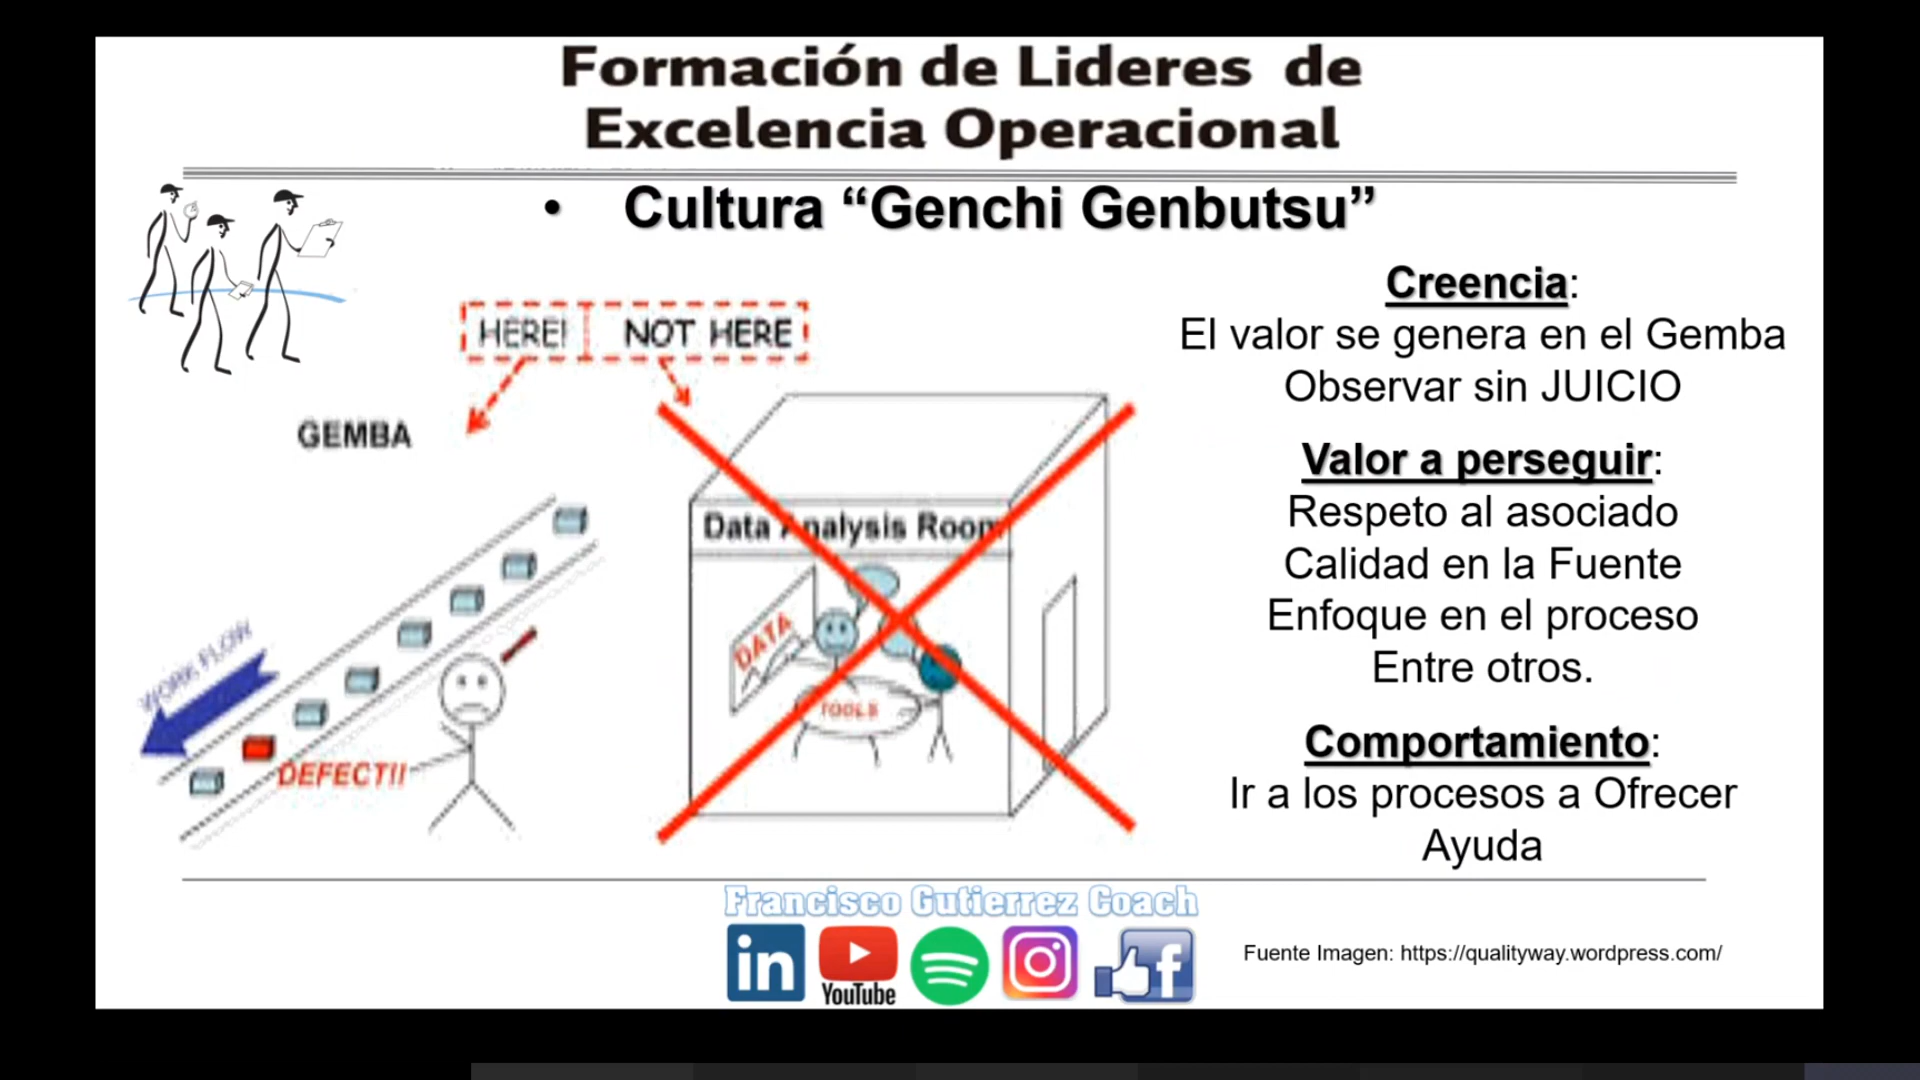 Formación de Lideres de
Excelencia Operacional
• Cultura “Genchi Genbutsu”
HERE! NOT HERE
GEMBA
Data Analysis Room
DATA
TOOLS
WORK FLOW
DEFECT!!
Creencia:
El valor se genera en el Gemba
Observar sin JUICIO
Valor a perseguir:
Respeto al asociado
Calidad en la Fuente
Enfoque en el proceso
Entre otros.
Comportamiento:
Ir a los procesos a Ofrecer
Ayuda
Francisco Gutierrez Coach
in
YouTube
f
Fuente Imagen: https://qualityway.wordpress.com/